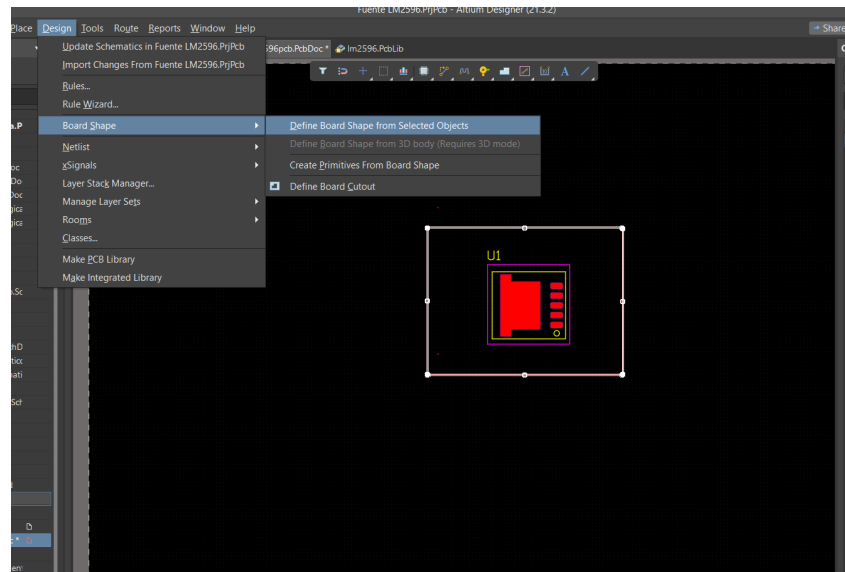 Fuente LM2596.PrjPcb - Altium Designer (21.3.2)
Place Design Tools Route Reports Window Help
Share
Update Schematics in Fuente LM2596.PrjPcb
596pcb.PcbDoc * lm2596.PcbLib
Import Changes From Fuente LM2596.PrjPcb
Rules...
Rule Wizard...
Board Shape
Define Board Shape from Selected Objects
Netlist
Define Board Shape from 3D body (Requires 3D mode)
xSignals
Create Primitives From Board Shape
Layer Stack Manager...
Define Board Cutout
Manage Layer Sets
Rooms
Classes...
Make PCB Library
Make Integrated Library
U1